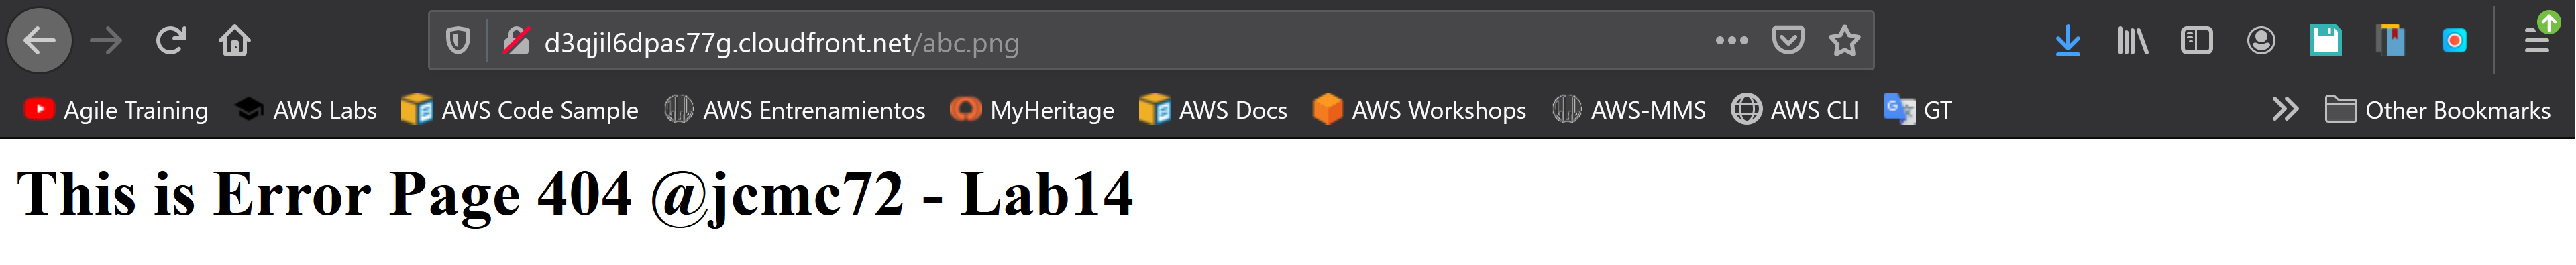 d3qjil6dpas77g.cloudfront.net/abc.png
Agile Training AWS Labs AWS Code Sample AWS Entrenamientos MyHeritage AWS Docs AWS Workshops AWS-MMS AWS CLI GT Other Bookmarks
This is Error Page 404 @jcmc72 - Lab14